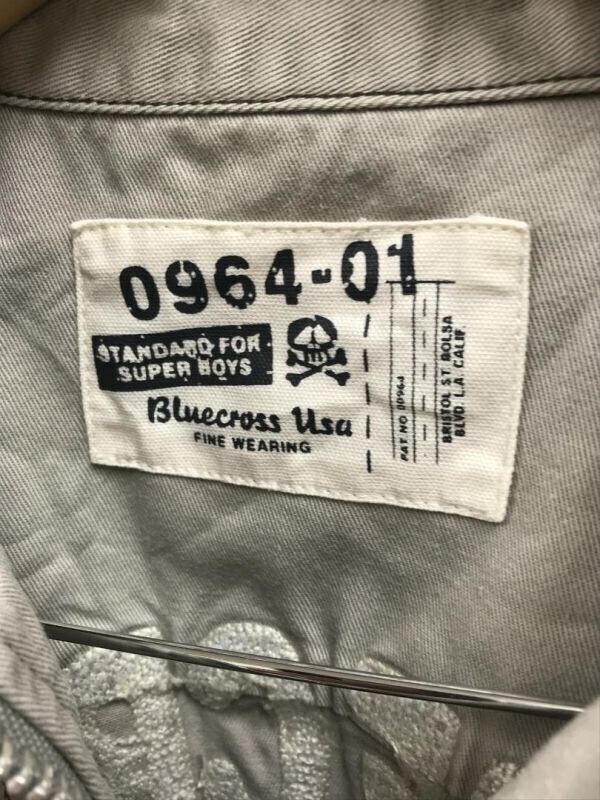 0964-01
STANDARD FOR
SUPER BOYS
Bluecross Usa
FINE WEARING
PAT NO 00964
BRISTOL ST BOLSA
BLVD L.A. CALIF.